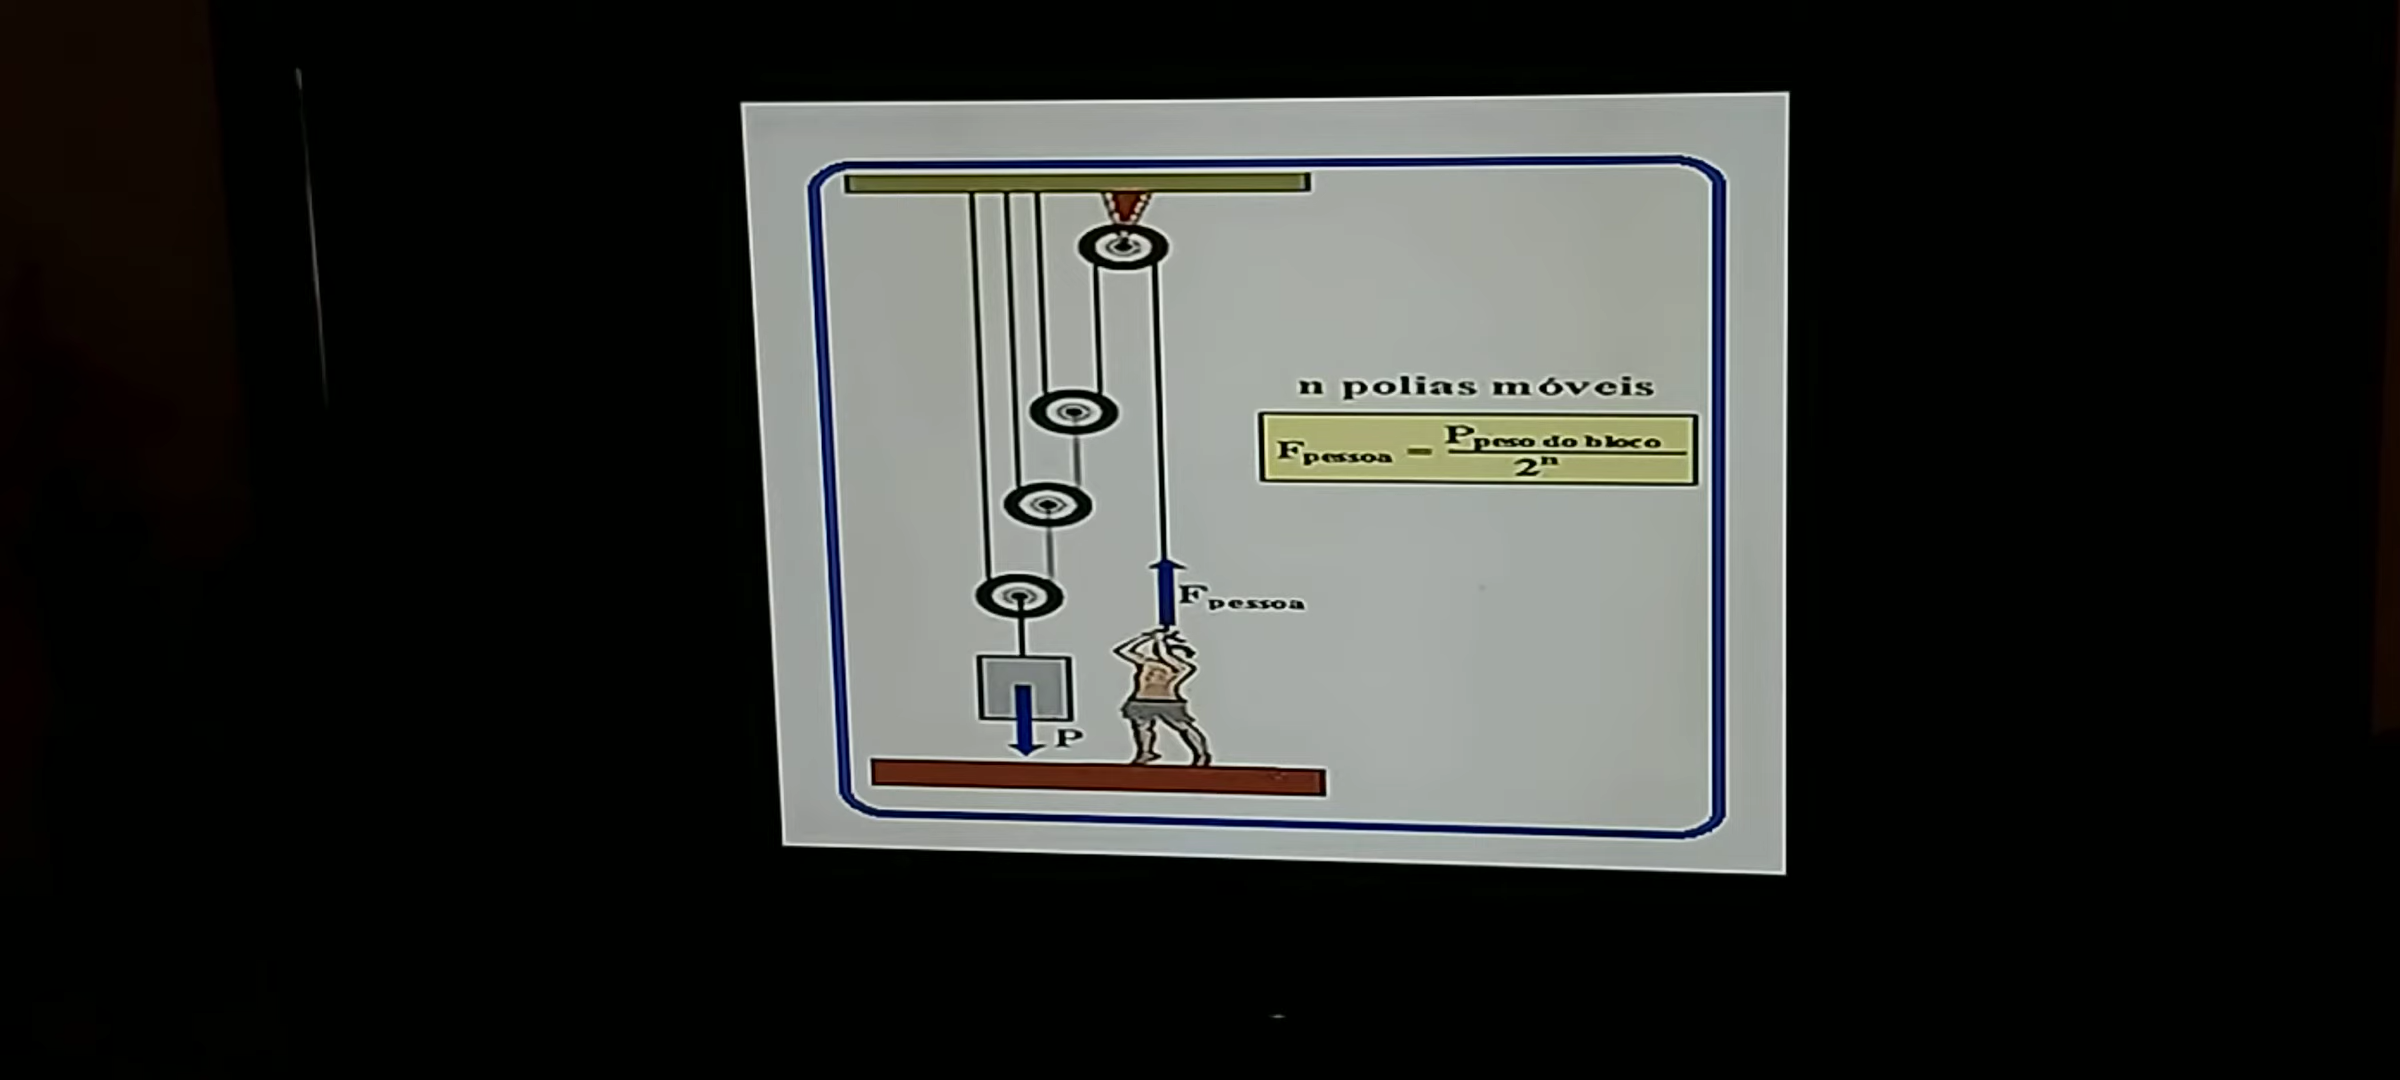 n polias móveis
Fpessoa = Ppeso do bloco
2ⁿ
Fpessoa
P